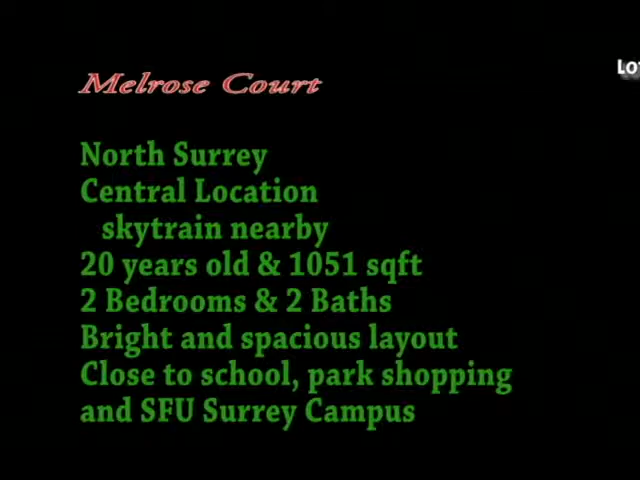 Melrose Court
North Surrey
Central Location
skytrain nearby
20 years old & 1051 sqft
2 Bedrooms & 2 Baths
Bright and spacious layout
Close to school, park shopping
and SFU Surrey Campus